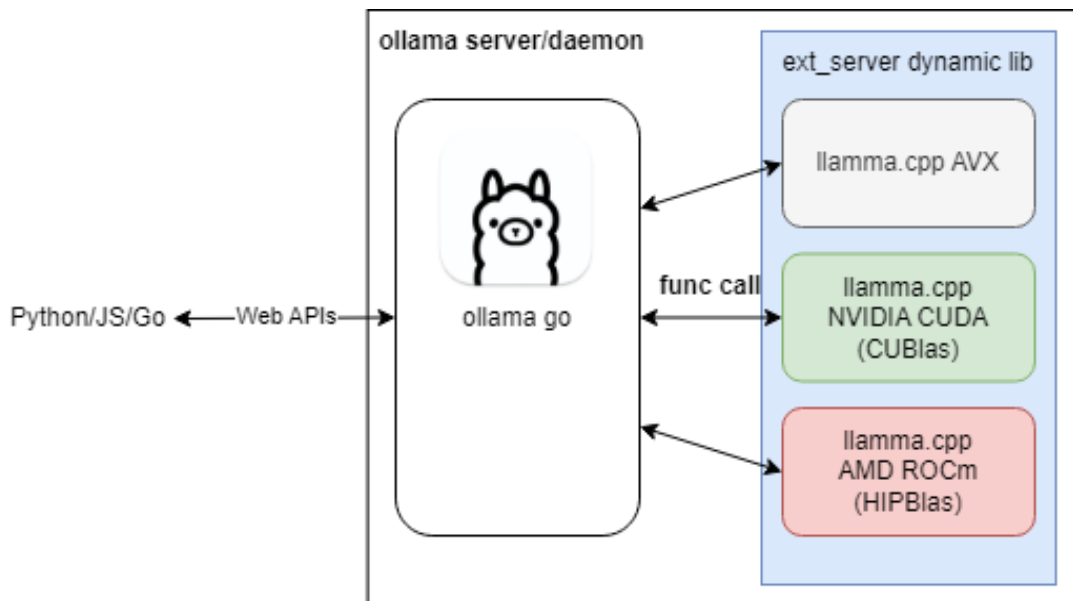 ollama server/daemon
ext_server dynamic lib
llamma.cpp AVX
func call
llamma.cpp
NVIDIA CUDA
(CUBlas)
Python/JS/Go
Web APIs
ollama go
llamma.cpp
AMD ROCm
(HIPBlas)